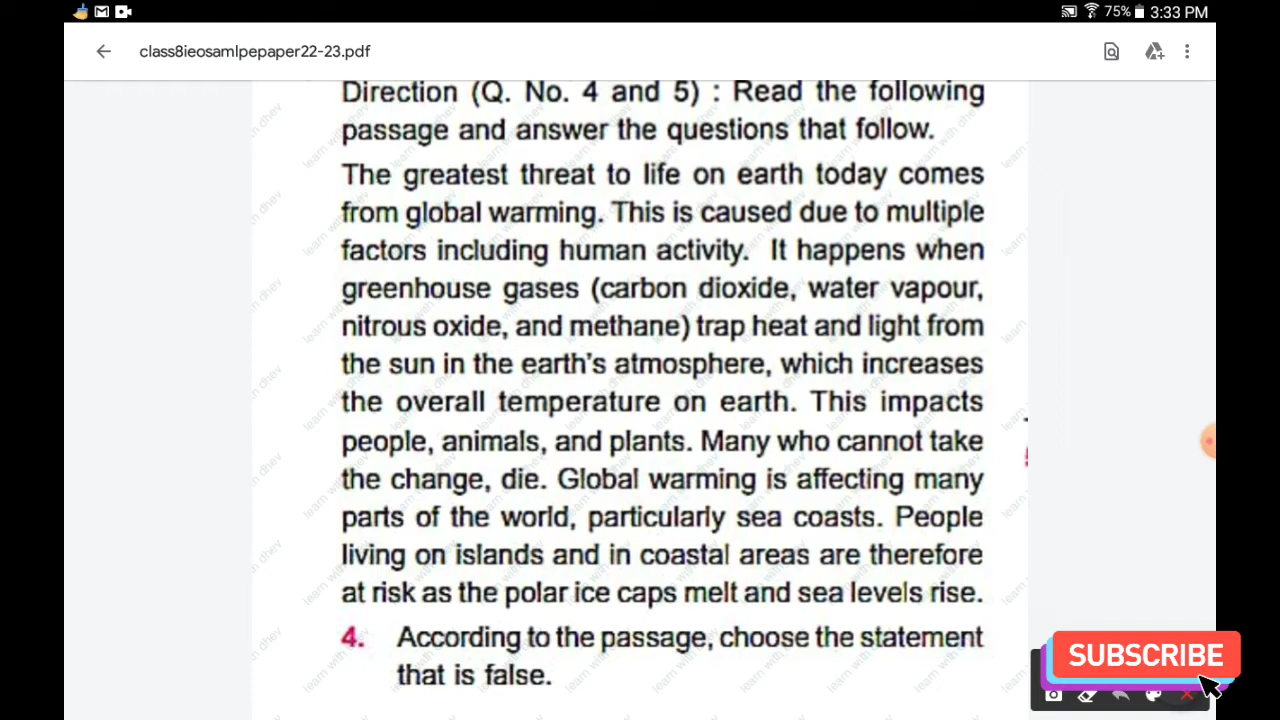 75% 3:33 PM
class8ieosamlpepaper22-23.pdf
Direction (Q. No. 4 and 5) : Read the following
passage and answer the questions that follow.
The greatest threat to life on earth today comes
from global warming. This is caused due to multiple
factors including human activity. It happens when
greenhouse gases (carbon dioxide, water vapour,
nitrous oxide, and methane) trap heat and light from
the sun in the earth's atmosphere, which increases
the overall temperature on earth. This impacts
people, animals, and plants. Many who cannot take
the change, die. Global warming is affecting many
parts of the world, particularly sea coasts. People
living on islands and in coastal areas are therefore
at risk as the polar ice caps melt and sea levels rise.
4. According to the passage, choose the statement
that is false.
SUBSCRIBE
learn with dhev